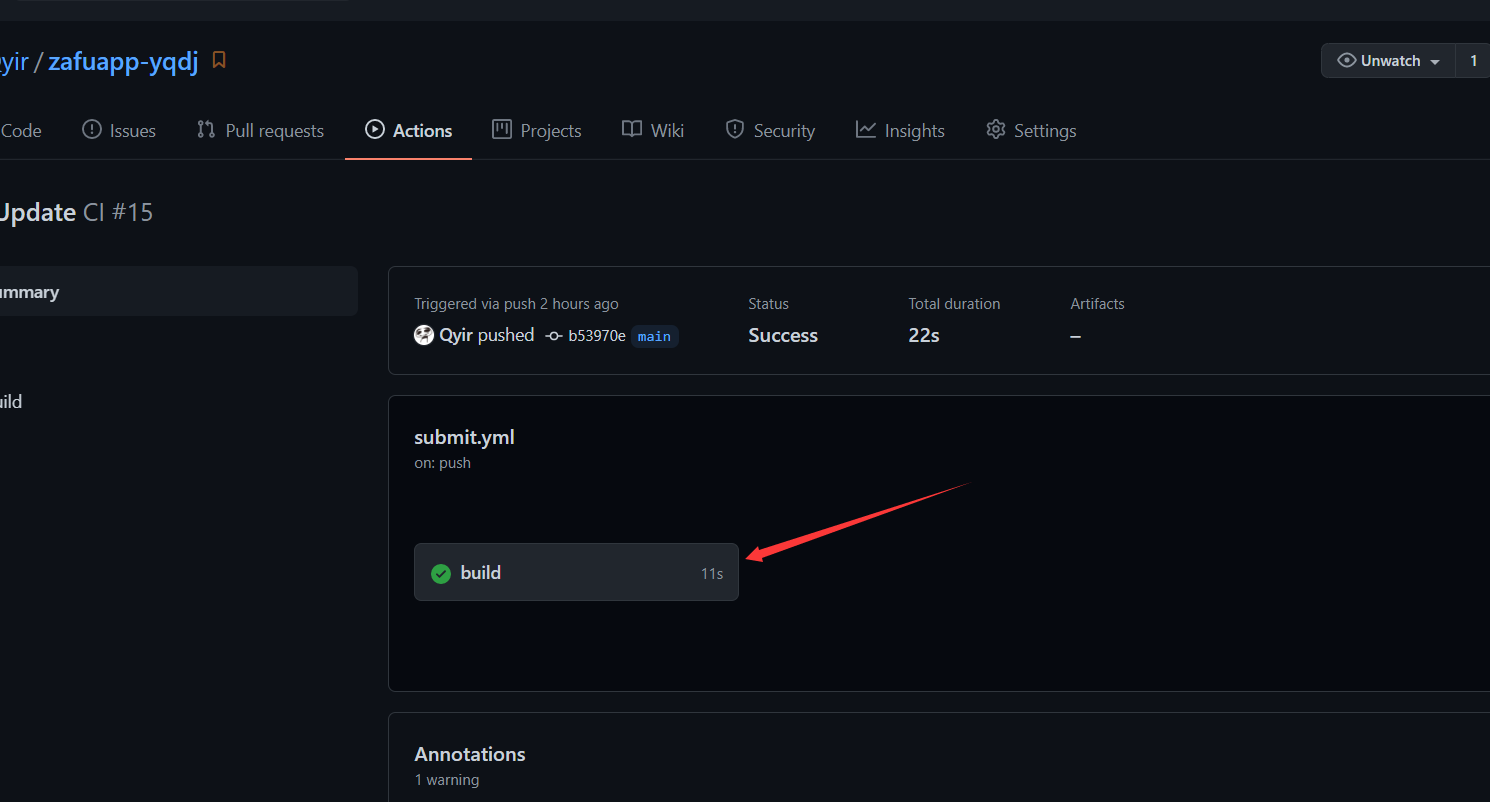 yir / zafuapp-yqdj
Unwatch 1
Code Issues Pull requests Actions Projects Wiki Security Insights Settings
Update CI #15
ummary
Triggered via push 2 hours ago Status Total duration Artifacts
Qyir pushed b53970e main Success 22s –
uild
submit.yml
on: push
build 11s
Annotations
1 warning